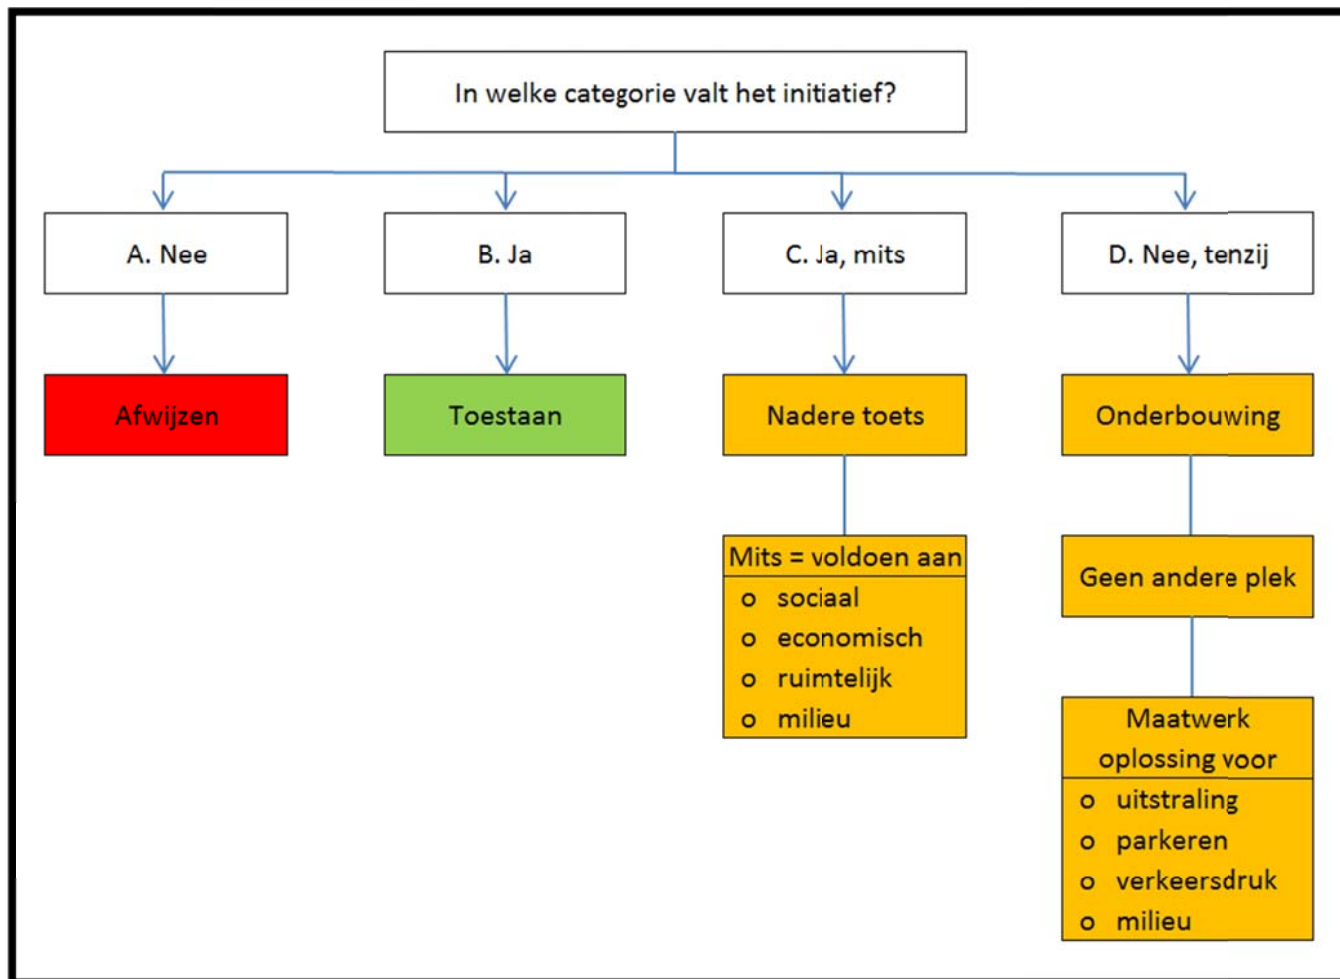 In welke categorie valt het initiatief?
A. Nee
B. Ja
C. Ja, mits
D. Nee, tenzij
Afwijzen
Toestaan
Nadere toets
Onderbouwing
Mits = voldoen aan
o sociaal
o economisch
o ruimtelijk
o milieu
Geen andere plek
Maatwerk
oplossing voor
o uitstraling
o parkeren
o verkeersdruk
o milieu